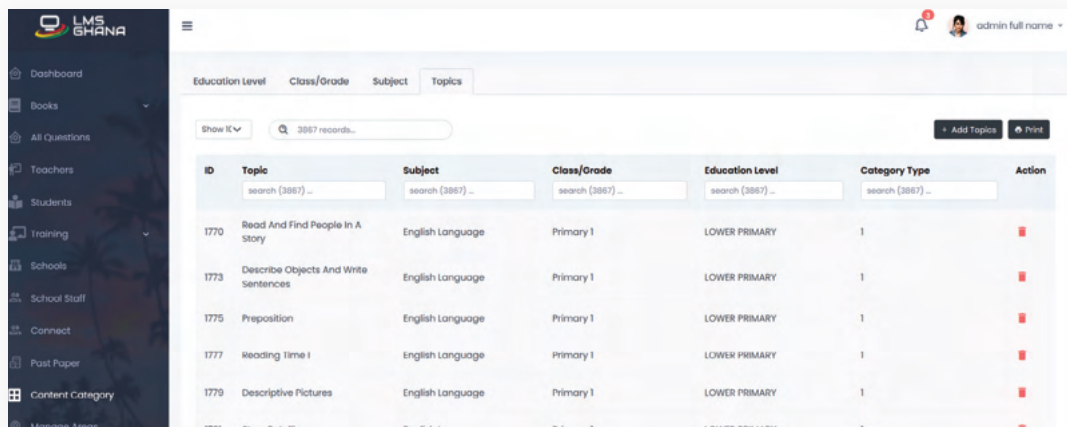 LMS
GHANA
3
admin full name
Dashboard
Books
All Questions
Teachers
Students
Training
Schools
School Staff
Connect
Past Paper
Content Category
Manage Areas
Education Level Class/Grade Subject Topics
3867 records...
+ Add Topics Print
ID Topic Subject Class/Grade Education Level Category Type Action
search (3867) ... search (3867) ... search (3867) ... search (3867) ... search (3867) ...
1770 Read And Find People In A
Story English Language Primary 1 LOWER PRIMARY 1
1773 Describe Objects And Write
Sentences English Language Primary 1 LOWER PRIMARY 1
1775 Preposition English Language Primary 1 LOWER PRIMARY 1
1777 Reading Time I English Language Primary 1 LOWER PRIMARY 1
1779 Descriptive Pictures English Language Primary 1 LOWER PRIMARY 1